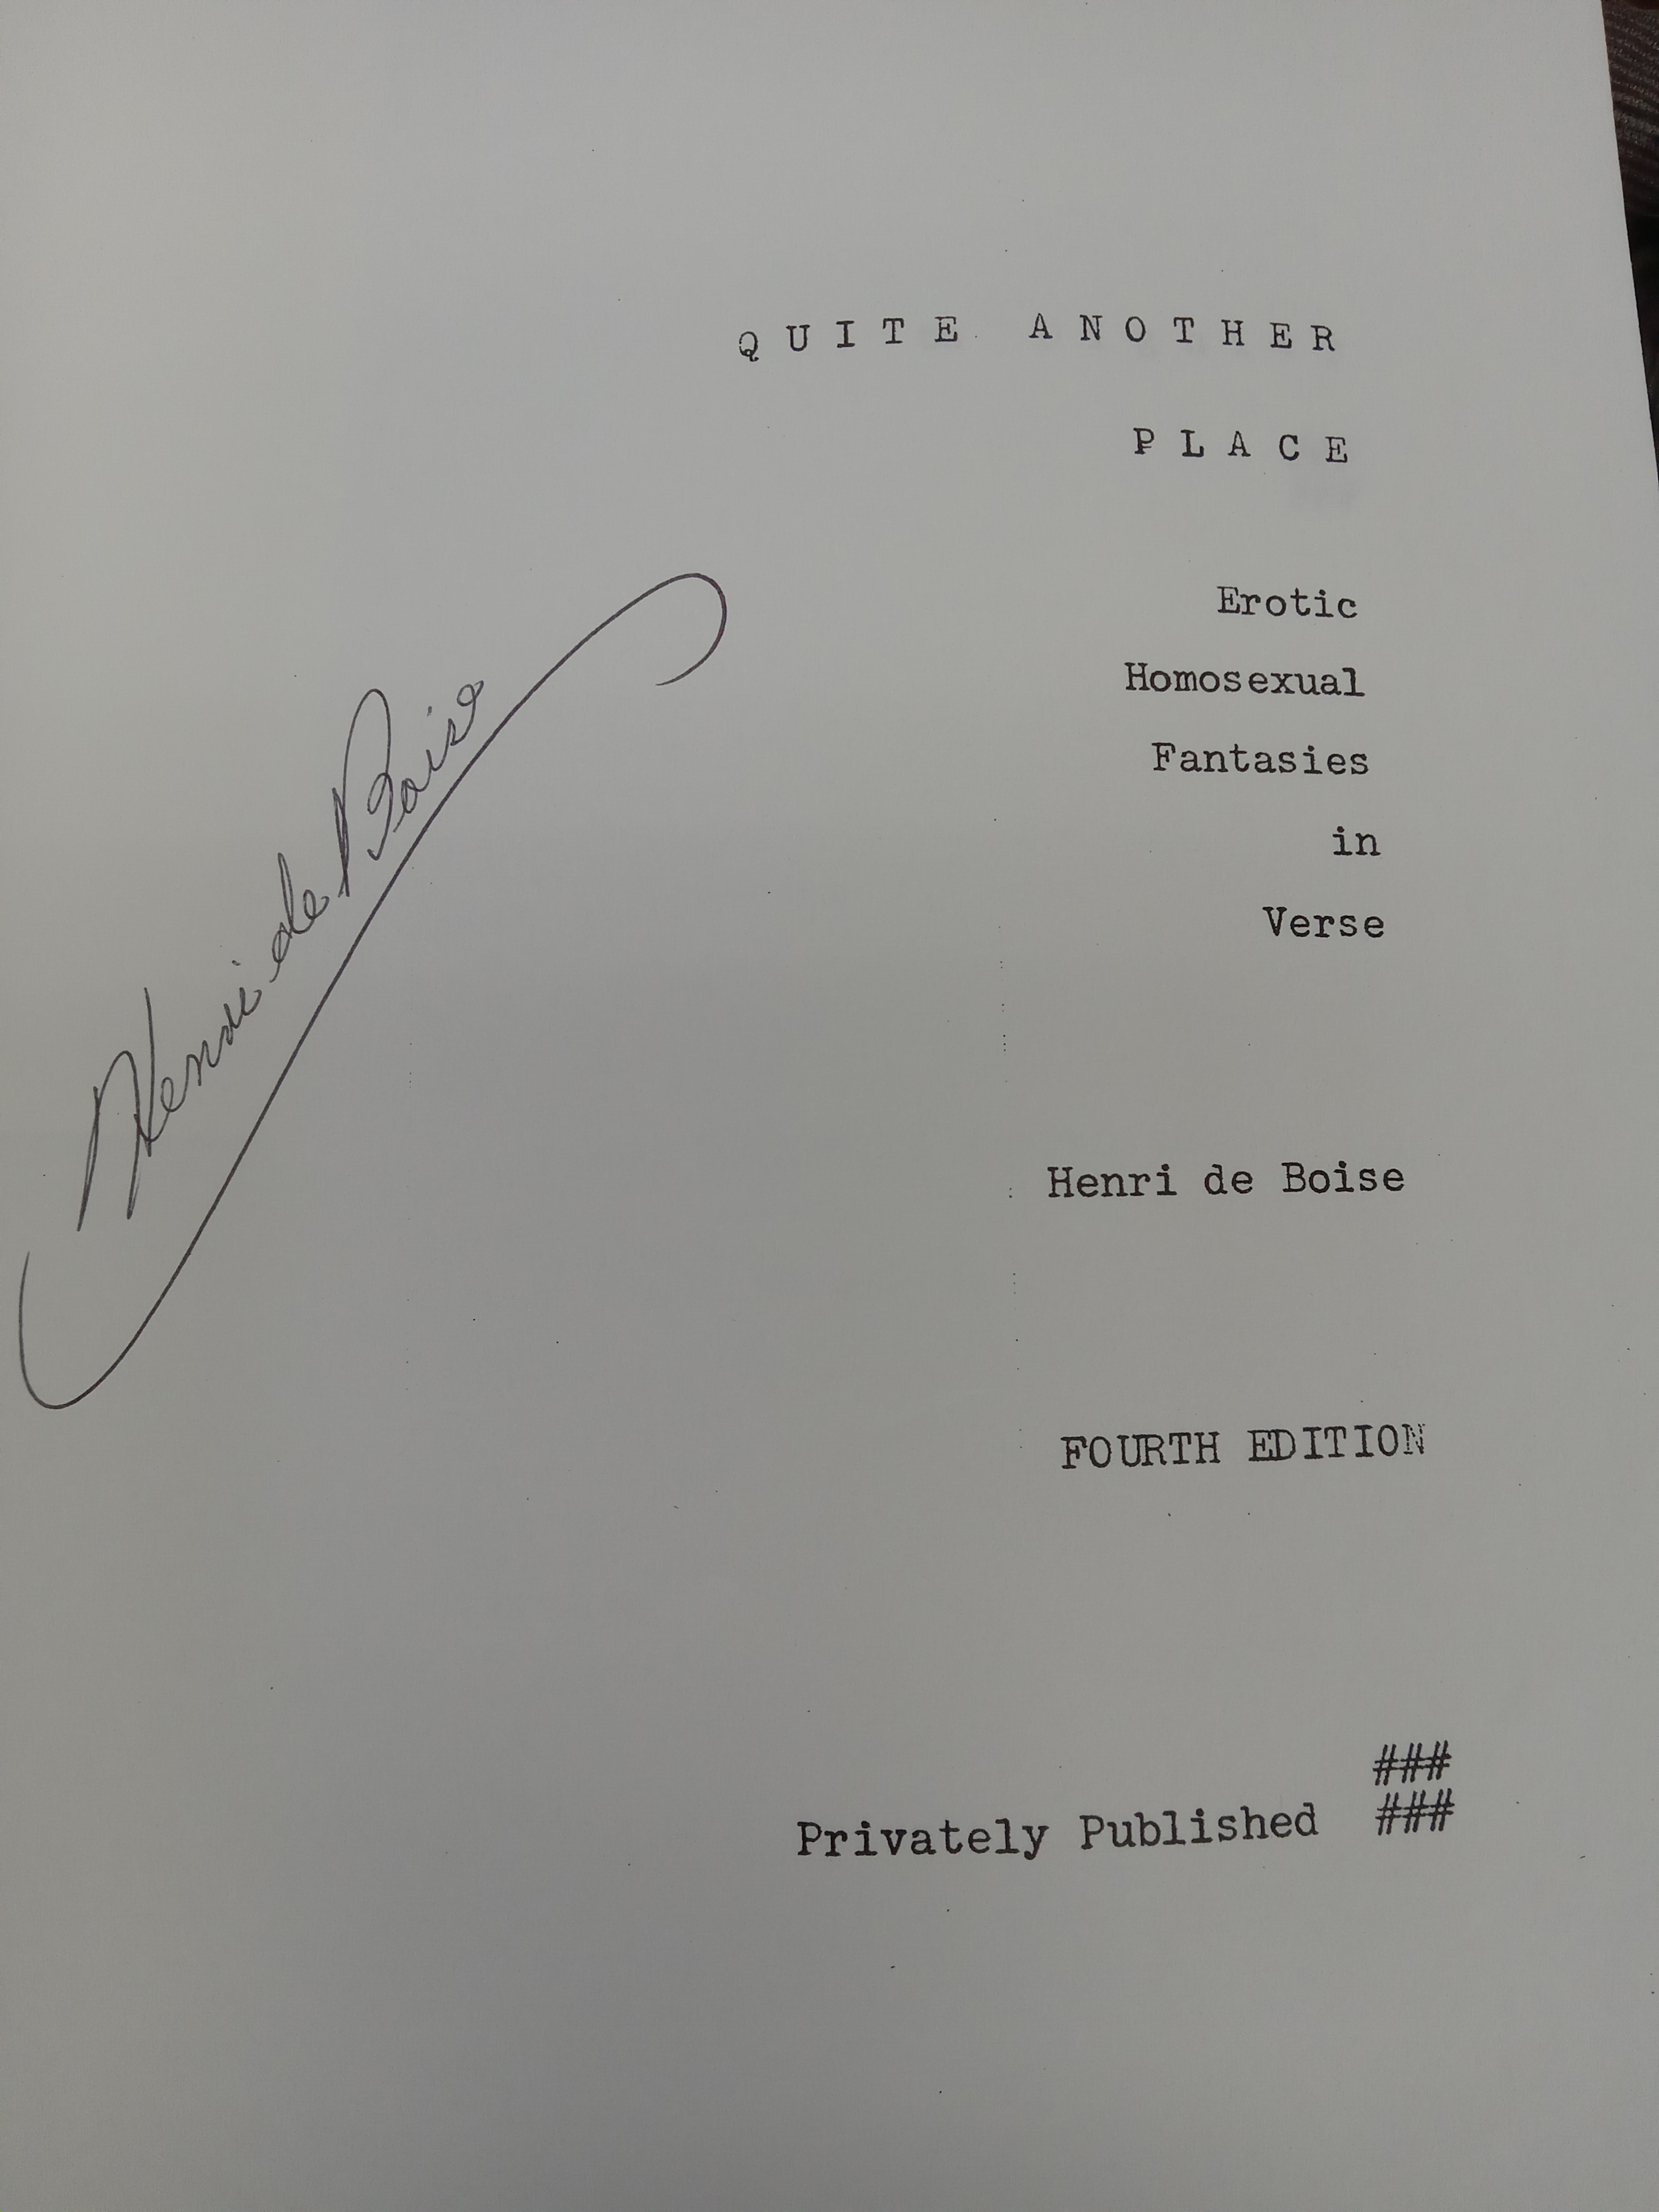 QUITE ANOTHER
PLACE
Erotic
Homosexual
Fantasies
in
Verse
Henri de Boise
Henri de Boise
FOURTH EDITION
###
Privately Published ###